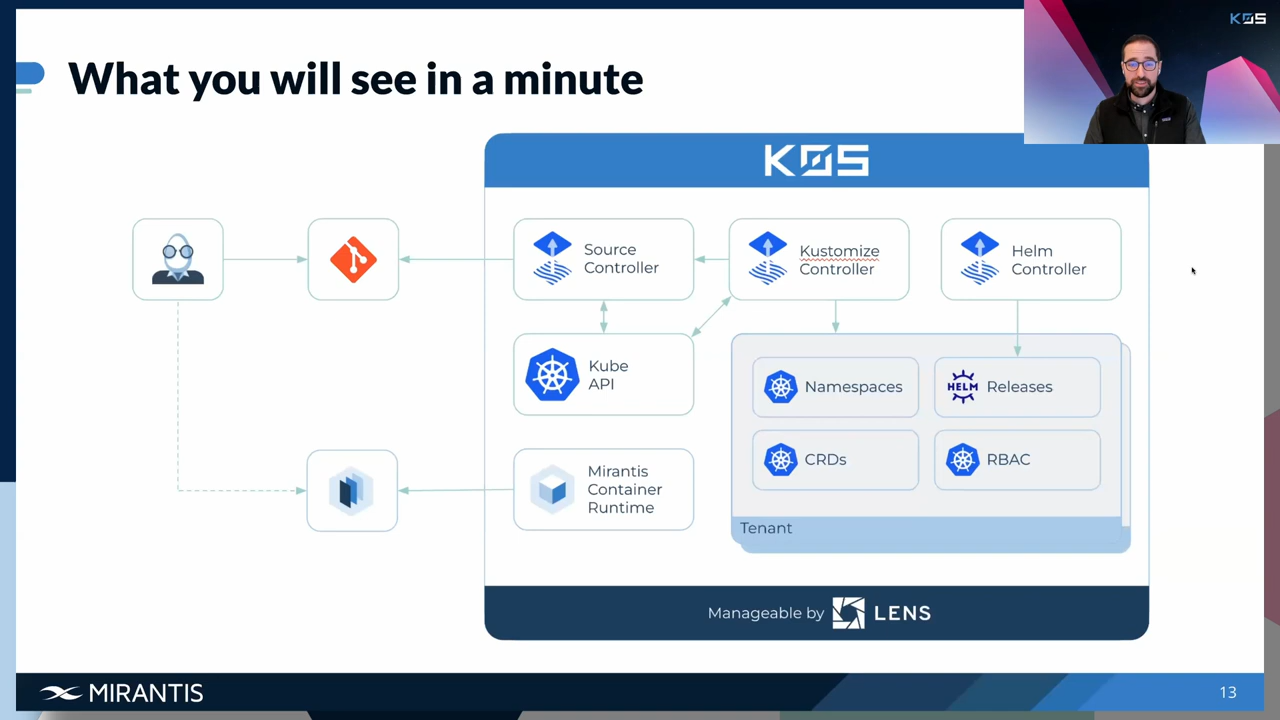 What you will see in a minute
K0S
K0S
Source
Controller
Kustomize
Controller
Helm
Controller
Kube
API
Namespaces
HELM
Releases
CRDs
RBAC
Mirantis
Container
Runtime
Tenant
Manageable by LENS
MIRANTIS
13